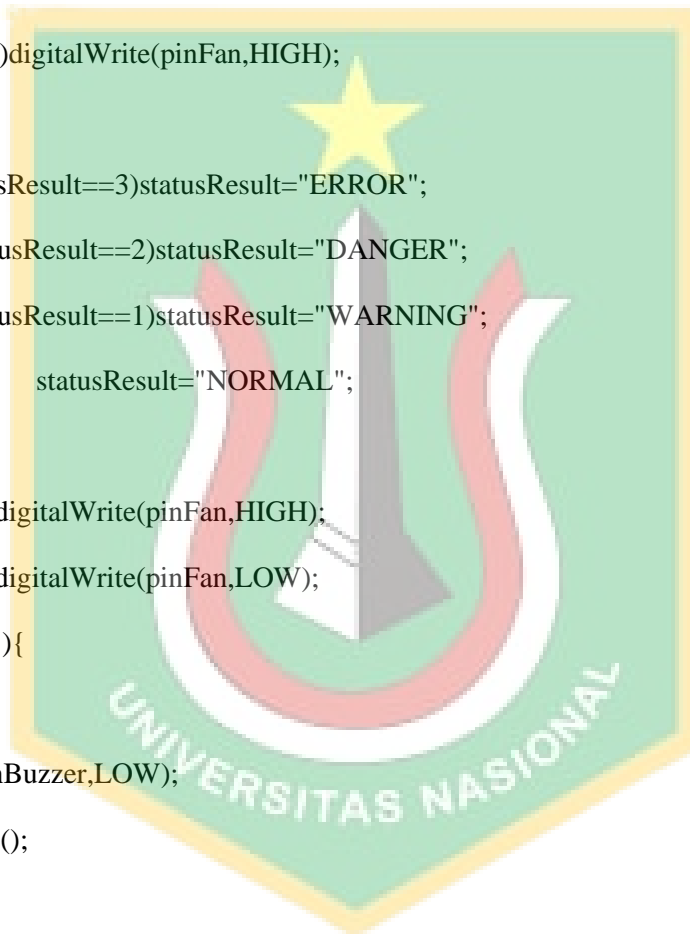 )digitalWrite(pinFan,HIGH);
sResult==3)statusResult="ERROR";
usResult==2)statusResult="DANGER";
usResult==1)statusResult="WARNING";
statusResult="NORMAL";
digitalWrite(pinFan,HIGH);
digitalWrite(pinFan,LOW);
){
nBuzzer,LOW);
();
UNIVERSITAS NASIONAL